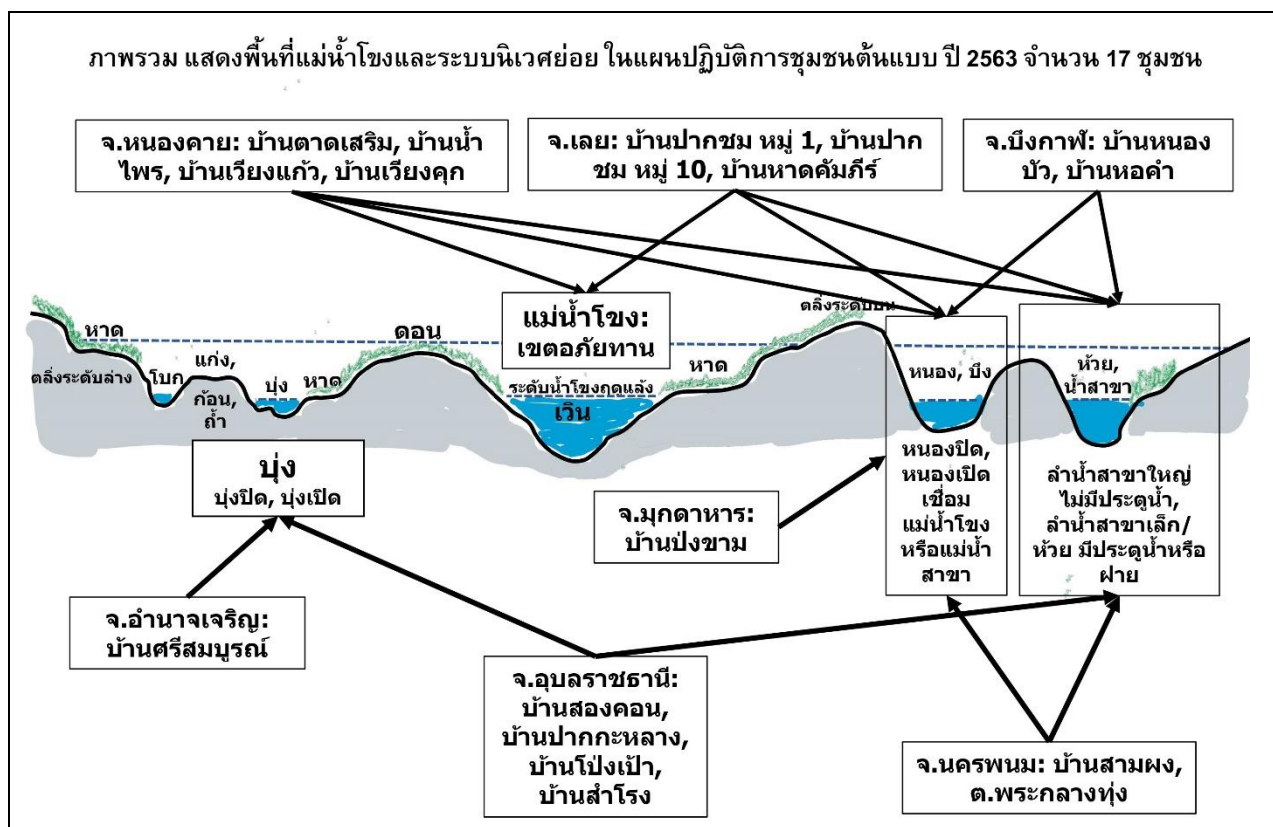 ภาพรวม แสดงพื้นที่แม่น้ำโขงและระบบนิเวศย่อย ในแผนปฏิบัติการชุมชนต้นแบบ ปี 2563 จำนวน 17 ชุมชน
จ.หนองคาย: บ้านตาดเสริม, บ้านน้ำ
ไพร, บ้านเวียงแก้ว, บ้านเวียงคุก
จ.เลย: บ้านปากชม หมู่ 1, บ้านปาก
ชม หมู่ 10, บ้านหาดคัมภีร์
จ.บึงกาฬ: บ้านหนอง
บัว, บ้านหอคำ
หาด
ตลิ่งระดับล่าง
โบก
แก่ง,
ก้อน,
ถ้ำ
บุ่ง
หาด
ดอน
แม่น้ำโขง:
เขตอภัยทาน
ระดับน้ำโขงฤดูแล้ง
เวิน
หาด
ตลิ่งระดับบน
หนอง, บึง
ห้วย,
น้ำสาขา
บุ่ง
บุ่งปิด, บุ่งเปิด
จ.มุกดาหาร:
บ้านป่งขาม
หนองปิด,
หนองเปิด
เชื่อม
แม่น้ำโขง
หรือแม่น้ำ
สาขา
ลำน้ำสาขาใหญ่
ไม่มีประตูน้ำ,
ลำน้ำสาขาเล็ก/
ห้วย มีประตูน้ำหรือ
ฝาย
จ.อำนาจเจริญ:
บ้านศรีสมบูรณ์
จ.อุบลราชธานี:
บ้านสองคอน,
บ้านปากกะหลาง,
บ้านโป่งเป้า,
บ้านสำโรง
จ.นครพนม: บ้านสามผง,
ต.พระกลางทุ่ง